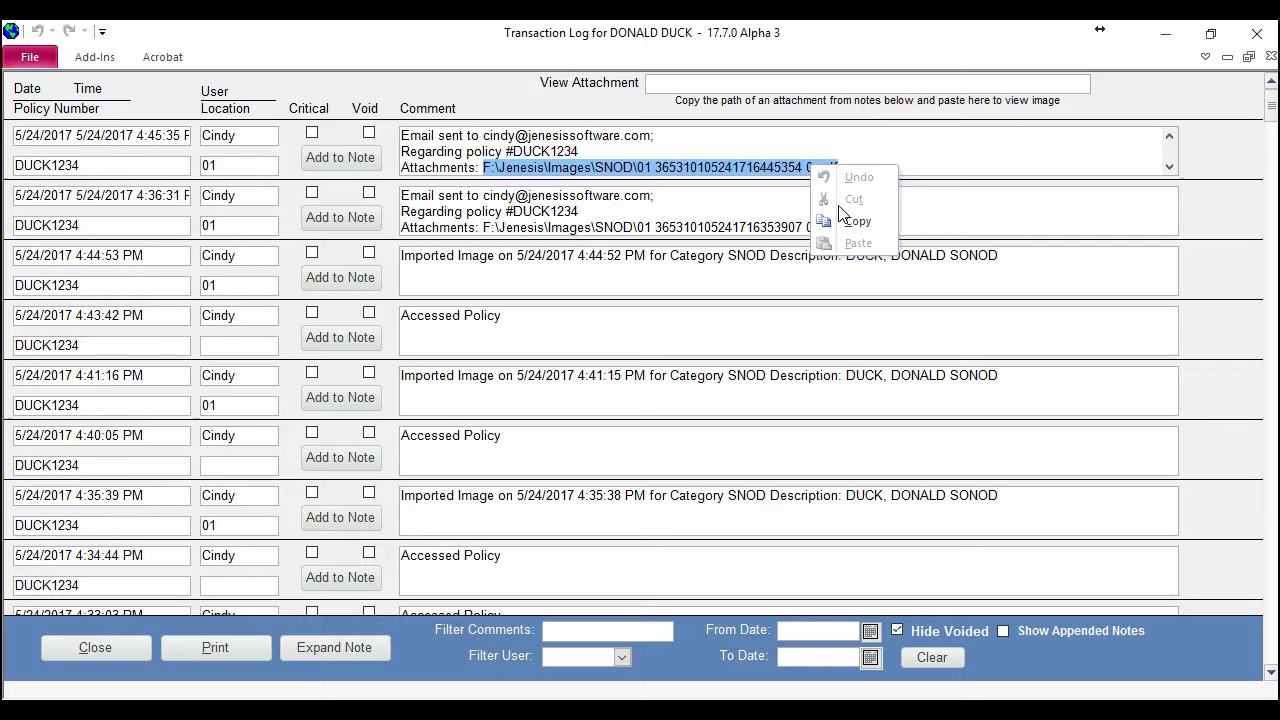 Transaction Log for DONALD DUCK - 17.7.0 Alpha 3
File Add-Ins Acrobat
View Attachment
Copy the path of an attachment from notes below and paste here to view image
Date Time User
Policy Number Location Critical Void Comment
5/24/2017 5/24/2017 4:45:35 Cindy Email sent to cindy@jenesissoftware.com;
Regarding policy #DUCK1234
DUCK1234 01 Add to Note Attachments: F:\Jenesis\Images\SNOD\01 365310105241716445354
Undo
Cut
Copy
Paste
5/24/2017 5/24/2017 4:36:31 Cindy Email sent to cindy@jenesissoftware.com;
Regarding policy #DUCK1234
DUCK1234 01 Add to Note Attachments: F:\Jenesis\Images\SNOD\01 365310105241716353907
5/24/2017 4:44:53 PM Cindy Imported Image on 5/24/2017 4:44:52 PM for Category SNOD Description: DUCK, DONALD SONOD
DUCK1234 01 Add to Note
5/24/2017 4:43:42 PM Cindy Accessed Policy
DUCK1234 Add to Note
5/24/2017 4:41:16 PM Cindy Imported Image on 5/24/2017 4:41:15 PM for Category SNOD Description: DUCK, DONALD SONOD
DUCK1234 01 Add to Note
5/24/2017 4:40:05 PM Cindy Accessed Policy
DUCK1234 Add to Note
5/24/2017 4:35:39 PM Cindy Imported Image on 5/24/2017 4:35:38 PM for Category SNOD Description: DUCK, DONALD SONOD
DUCK1234 01 Add to Note
5/24/2017 4:34:44 PM Cindy Accessed Policy
DUCK1234 Add to Note
5/24/2017 4:33:03 PM Cindy Accessed Policy
Close Print Expand Note
Filter Comments: From Date: Hide Voided Show Appended Notes
Filter User: To Date: Clear